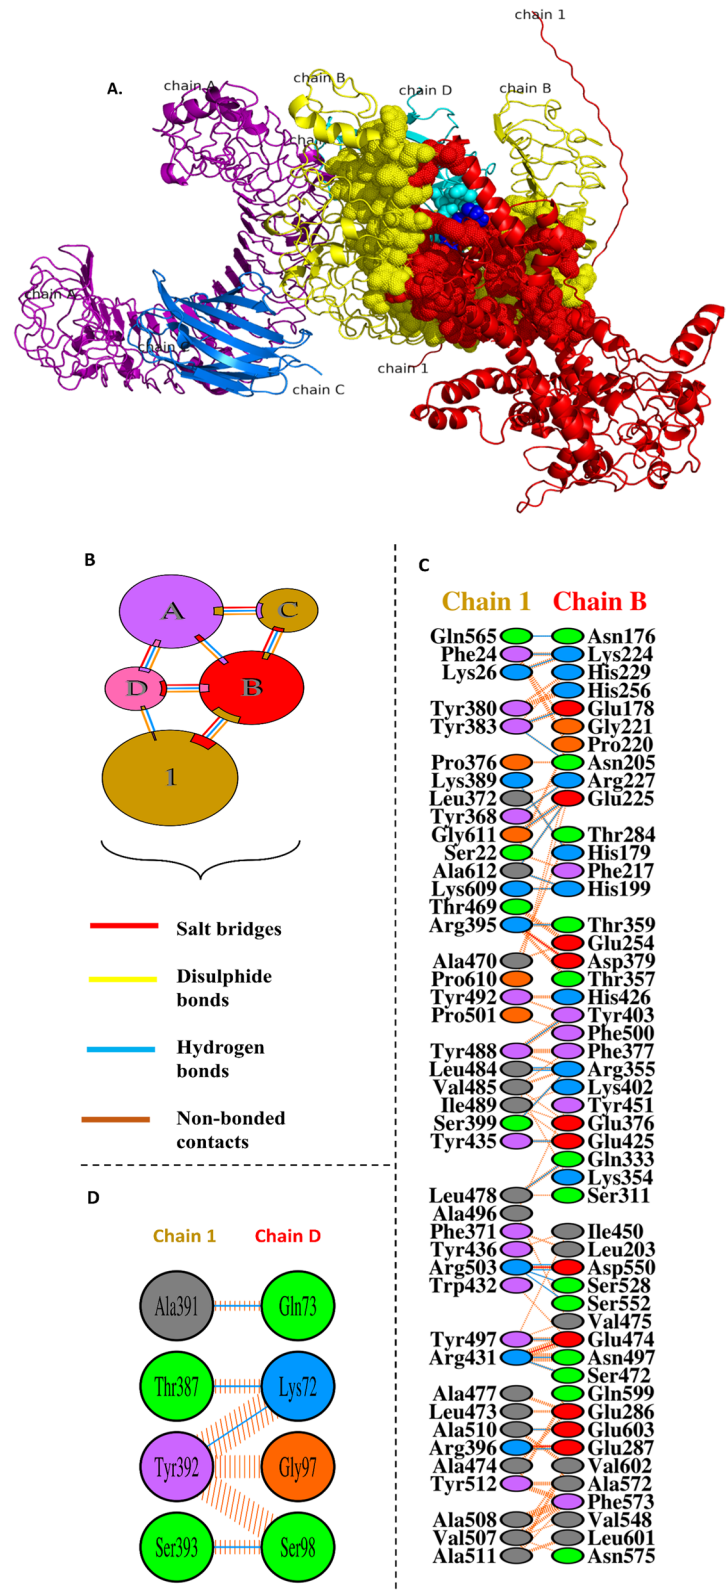 chain 1
A.
chain A
chain B
chain D
chain B
chain
chain A
chain C
chain 1
chain C
B
A
C
D
B
1
Salt bridges
Disulphide
bonds
Hydrogen
bonds
Non-bonded
contacts
C
Chain 1 Chain B
Gln565 Asn176
Phe24 Lys224
Lys26 His229
His256
Tyr380 Glu178
Tyr383 Gly221
Pro220
Pro376 Asn205
Lys389 Arg227
Leu372 Glu225
Tyr368
Gly611 Thr284
Ser22 His179
Ala612 Phe217
Lys609 His199
Thr469
Arg395 Thr359
Glu254
Ala470 Asp379
Pro610 Thr357
Tyr492 His426
Pro501 Tyr403
Phe500
Tyr488 Phe377
Leu484 Arg355
Val485 Lys402
Ile489 Tyr451
Ser399 Glu376
Tyr435 Glu425
Gln333
Lys354
Leu478 Ser311
Ala496
Phe371 Ile450
Tyr436 Leu203
Arg503 Asp550
Trp432 Ser528
Ser552
Val475
Tyr497 Glu474
Arg431 Asn497
Ser472
Ala477 Gln599
Leu473 Glu286
Ala510 Glu603
Arg396 Glu287
Ala474 Val602
Tyr512 Ala572
Phe573
Ala508 Val548
Val507 Leu601
Ala511 Asn575
D
Chain 1 Chain D
Ala391 Gln73
Thr387 Lys72
Tyr392 Gly97
Ser393 Ser98